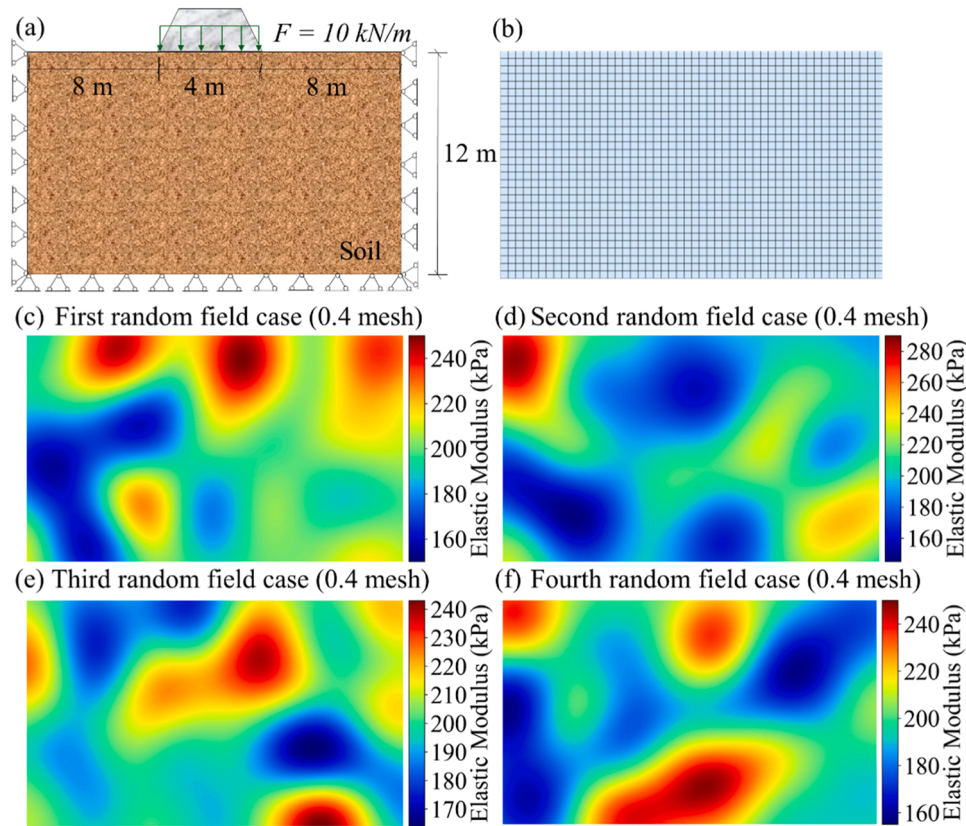 (a)
F = 10 kN/m
8 m
4 m
8 m
12 m
Soil
(b)
(c) First random field case (0.4 mesh)
240
220
200
180
160
Elastic Modulus (kPa)
(d) Second random field case (0.4 mesh)
280
260
240
220
200
180
160
Elastic Modulus (kPa)
(e) Third random field case (0.4 mesh)
240
230
220
210
200
190
180
170
Elastic Modulus (kPa)
(f) Fourth random field case (0.4 mesh)
240
220
200
180
160
Elastic Modulus (kPa)